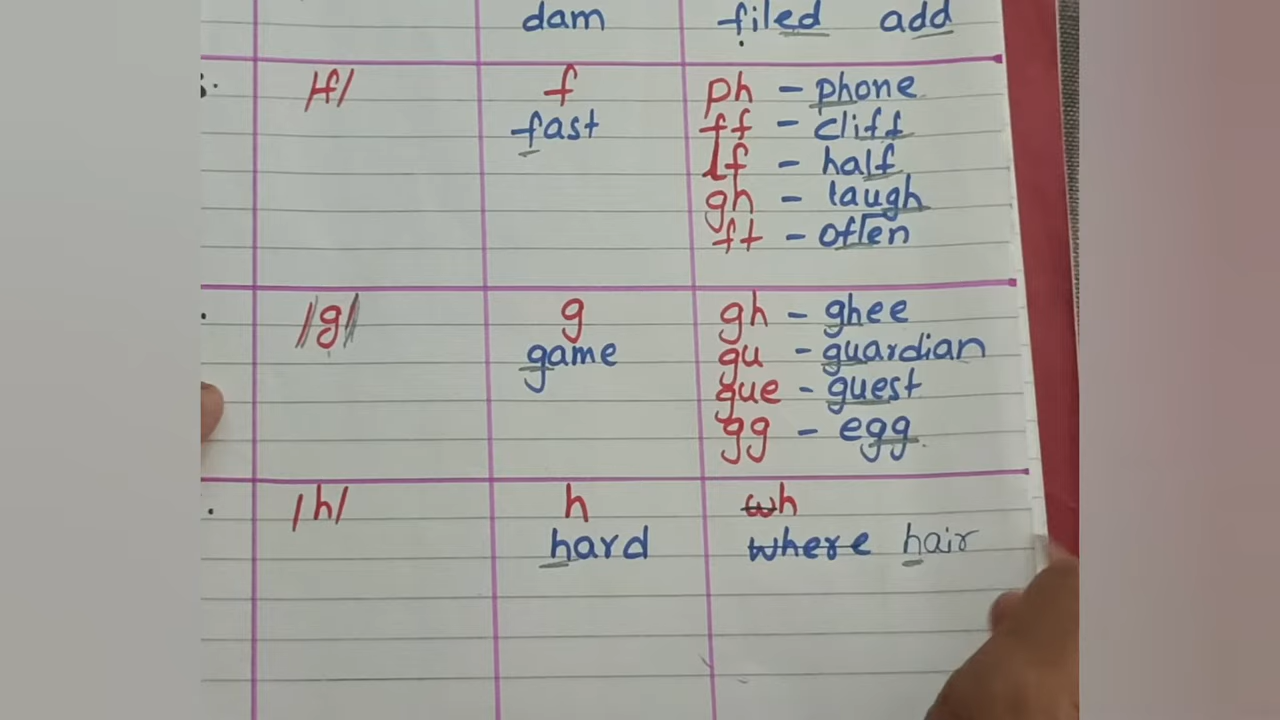 dam filed add
/f/ f ph - phone
fast ff - cliff
lf - half
gh - laugh
ft - often
/g/ g gh - ghee
game gu - guardian
gue - guest
gg - egg
/h/ h wh
hard where hair